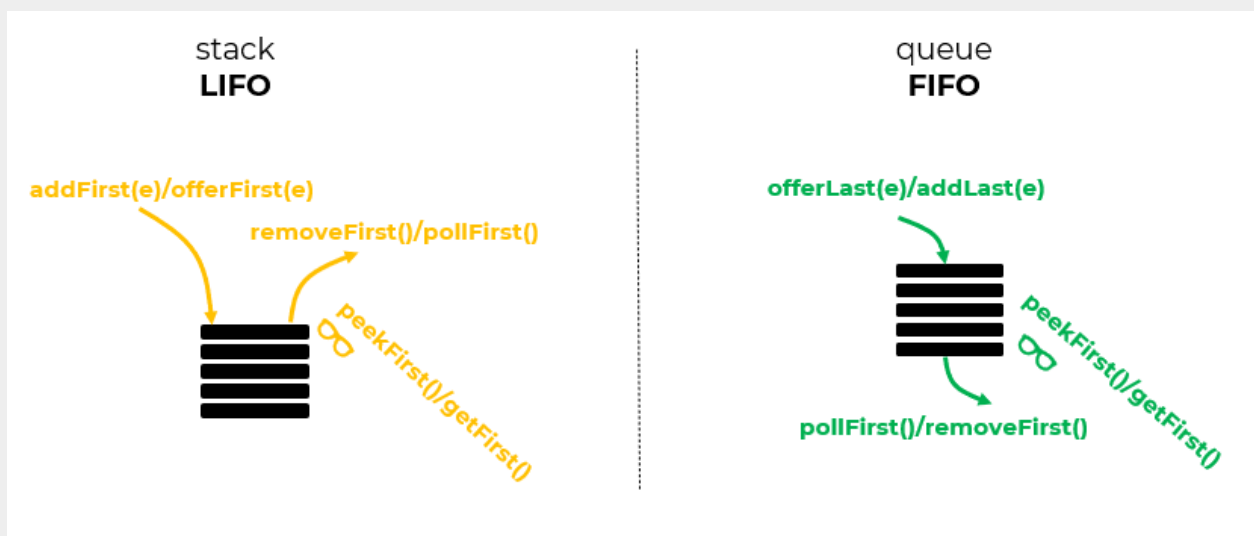 stack
LIFO
addFirst(e)/offerFirst(e)
removeFirst()/pollFirst()
peekFirst()/getFirst()
queue
FIFO
offerLast(e)/addLast(e)
peekFirst()/getFirst()
pollFirst()/removeFirst()